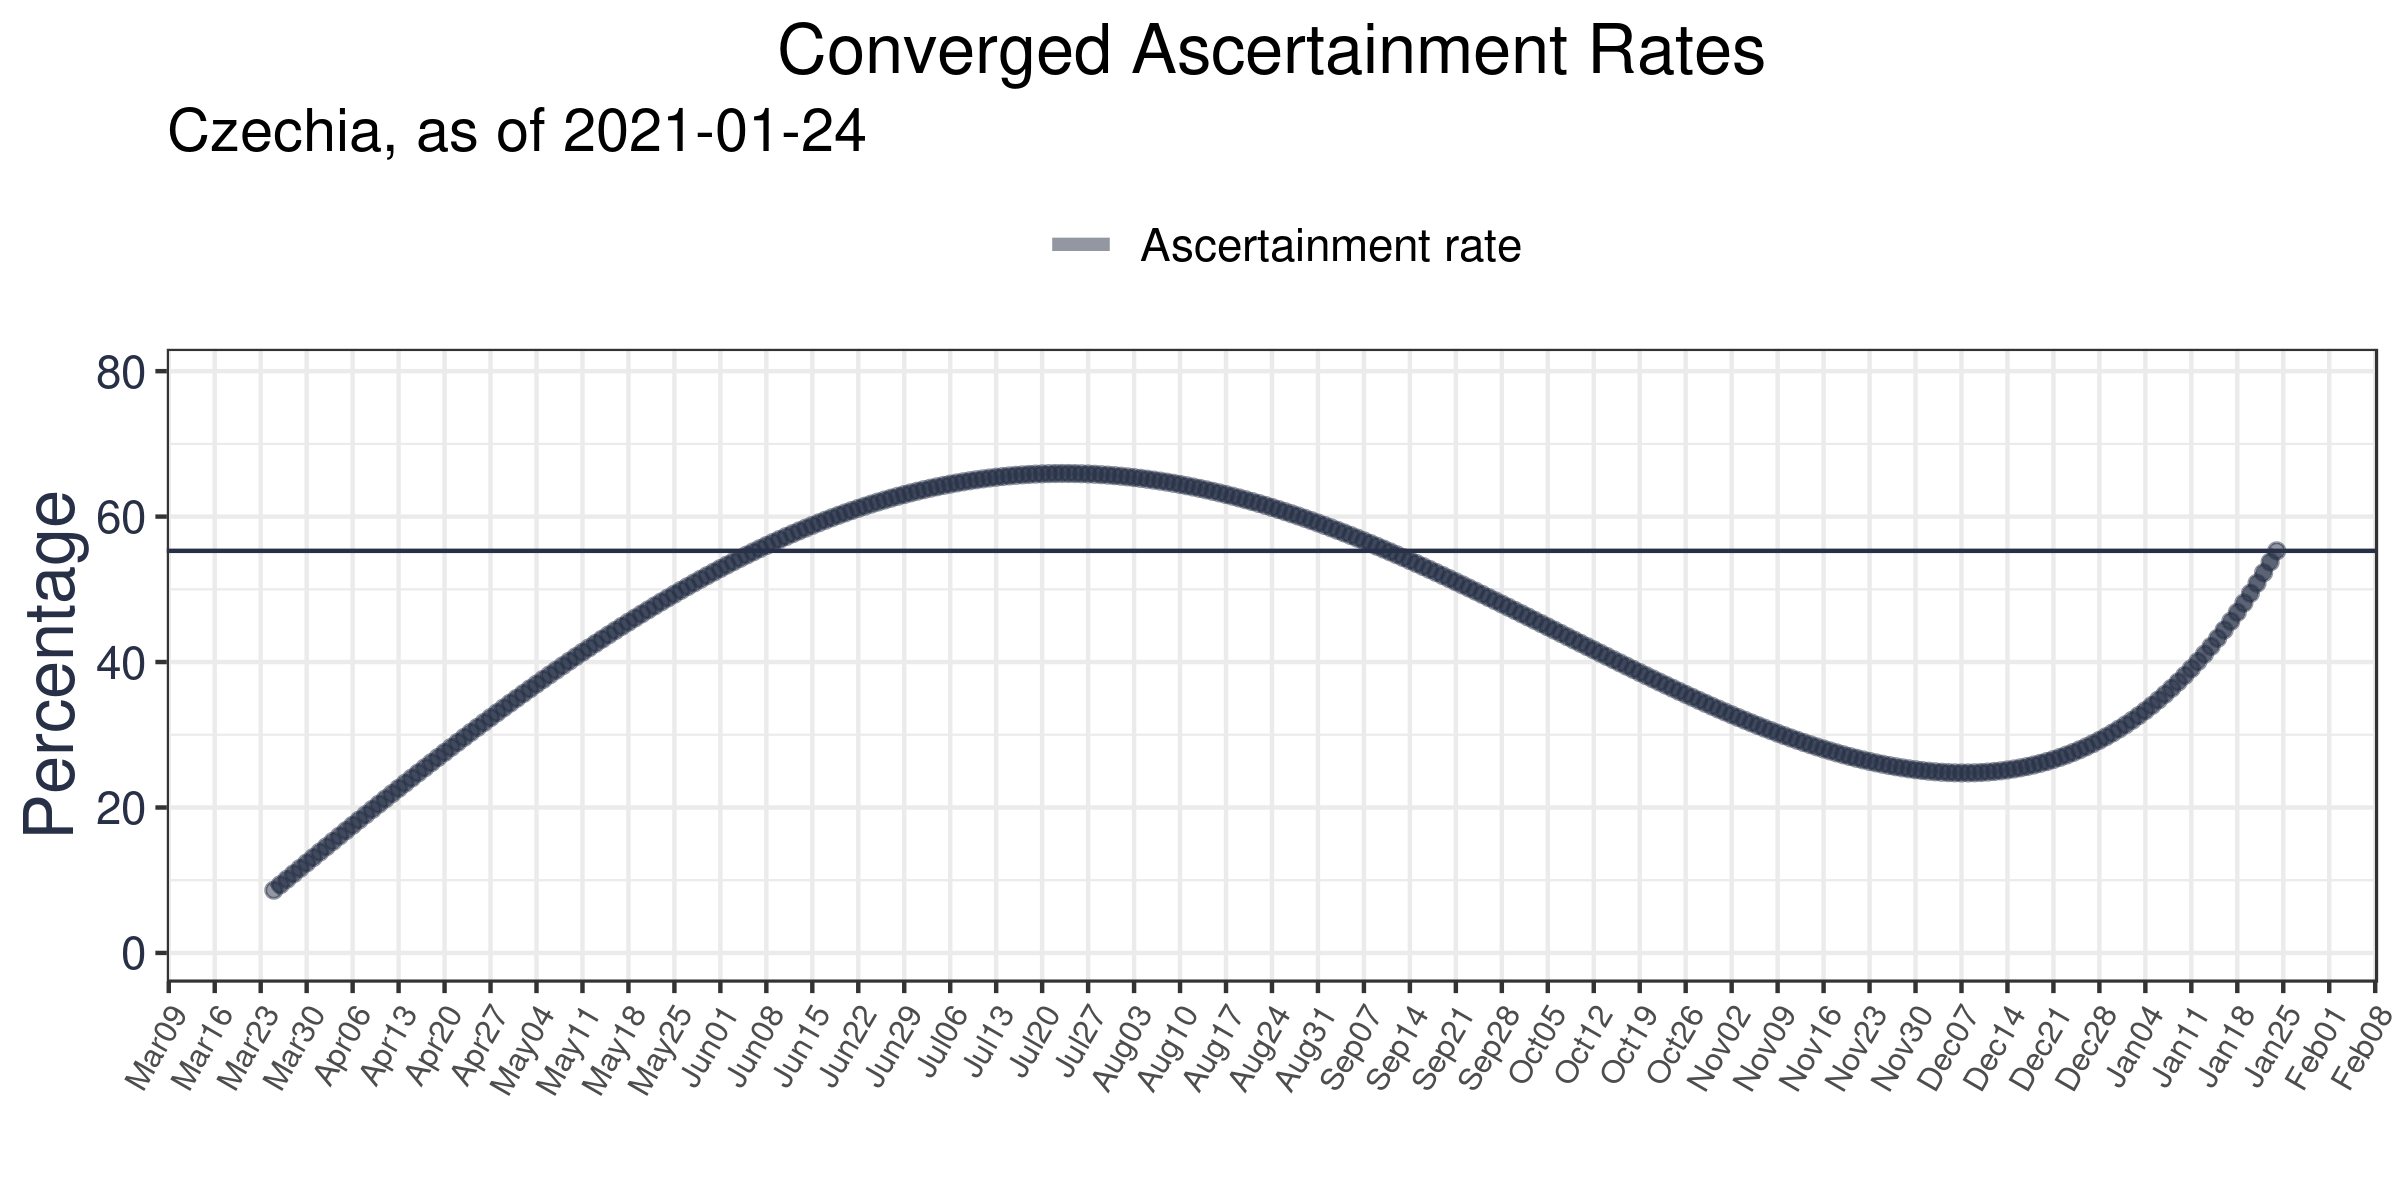 Converged Ascertainment Rates
Czechia, as of 2021-01-24
Ascertainment rate
Percentage
80
60
40
20
0
Mar09
Mar16
Mar23
Mar30
Apr06
Apr13
Apr20
Apr27
May04
May11
May18
May25
Jun01
Jun08
Jun15
Jun22
Jun29
Jul06
Jul13
Jul20
Jul27
Aug03
Aug10
Aug17
Aug24
Aug31
Sep07
Sep14
Sep21
Sep28
Oct05
Oct12
Oct19
Oct26
Nov02
Nov09
Nov16
Nov23
Nov30
Dec07
Dec14
Dec21
Dec28
Jan04
Jan11
Jan18
Jan25
Feb01
Feb08